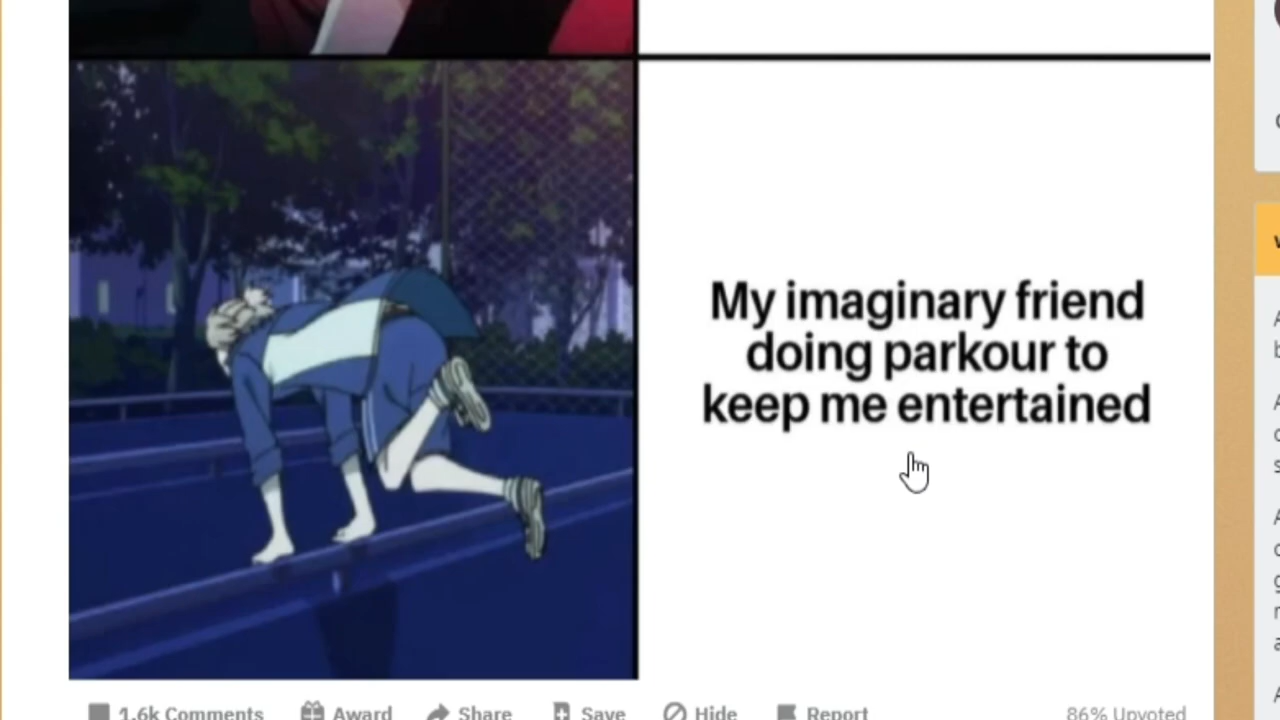 My imaginary friend
doing parkour to
keep me entertained
1.6k Comments Award Share Save Hide Report 86% Upvoted